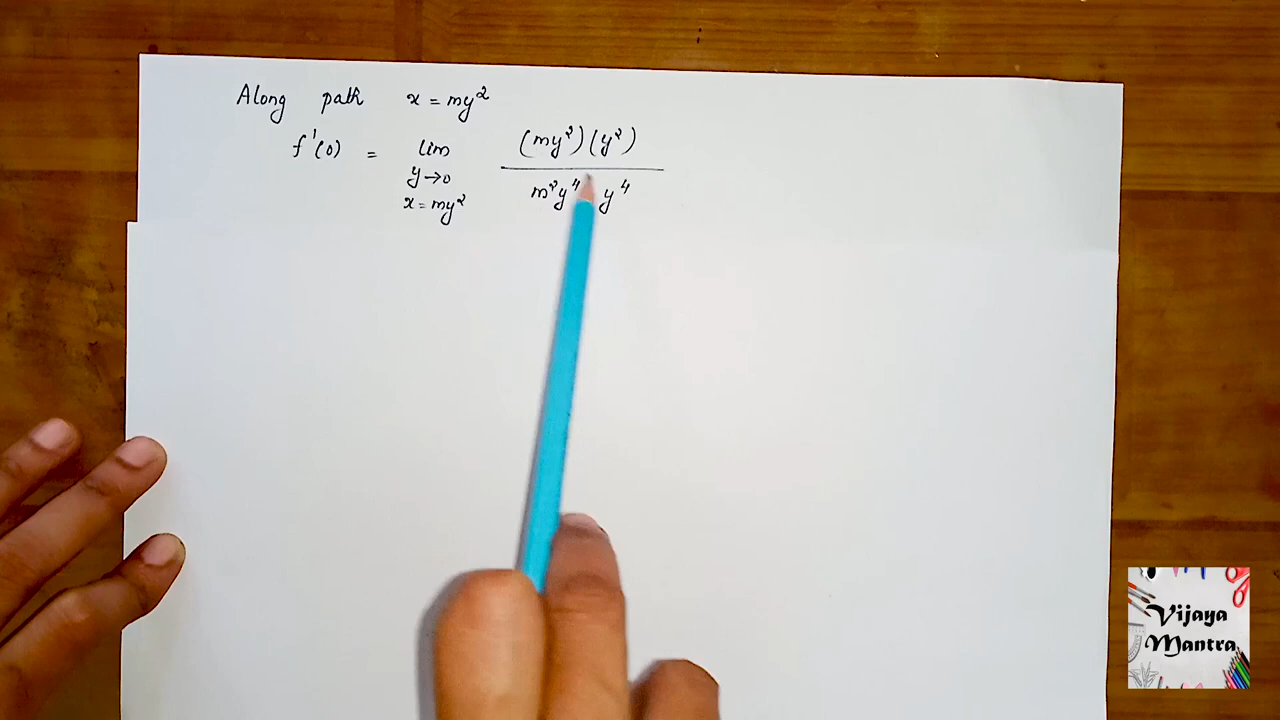 Along path x = my²
f'(0) = lim (my²)(y²)
y→0 m²y⁴ y⁴
x = my²
Vijaya
Mantra